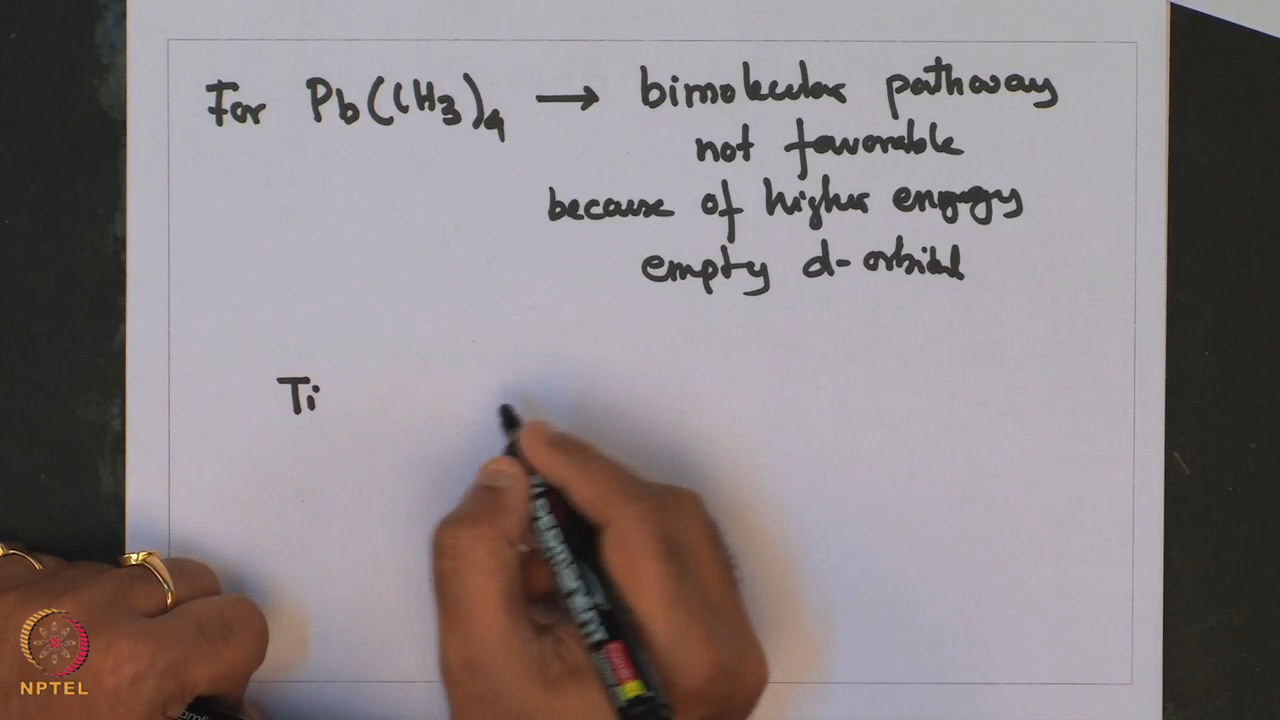 For Pb(CH3)4 → bimolecular pathway
not favorable
because of higher energy
empty d-orbital
Ti
NPTEL